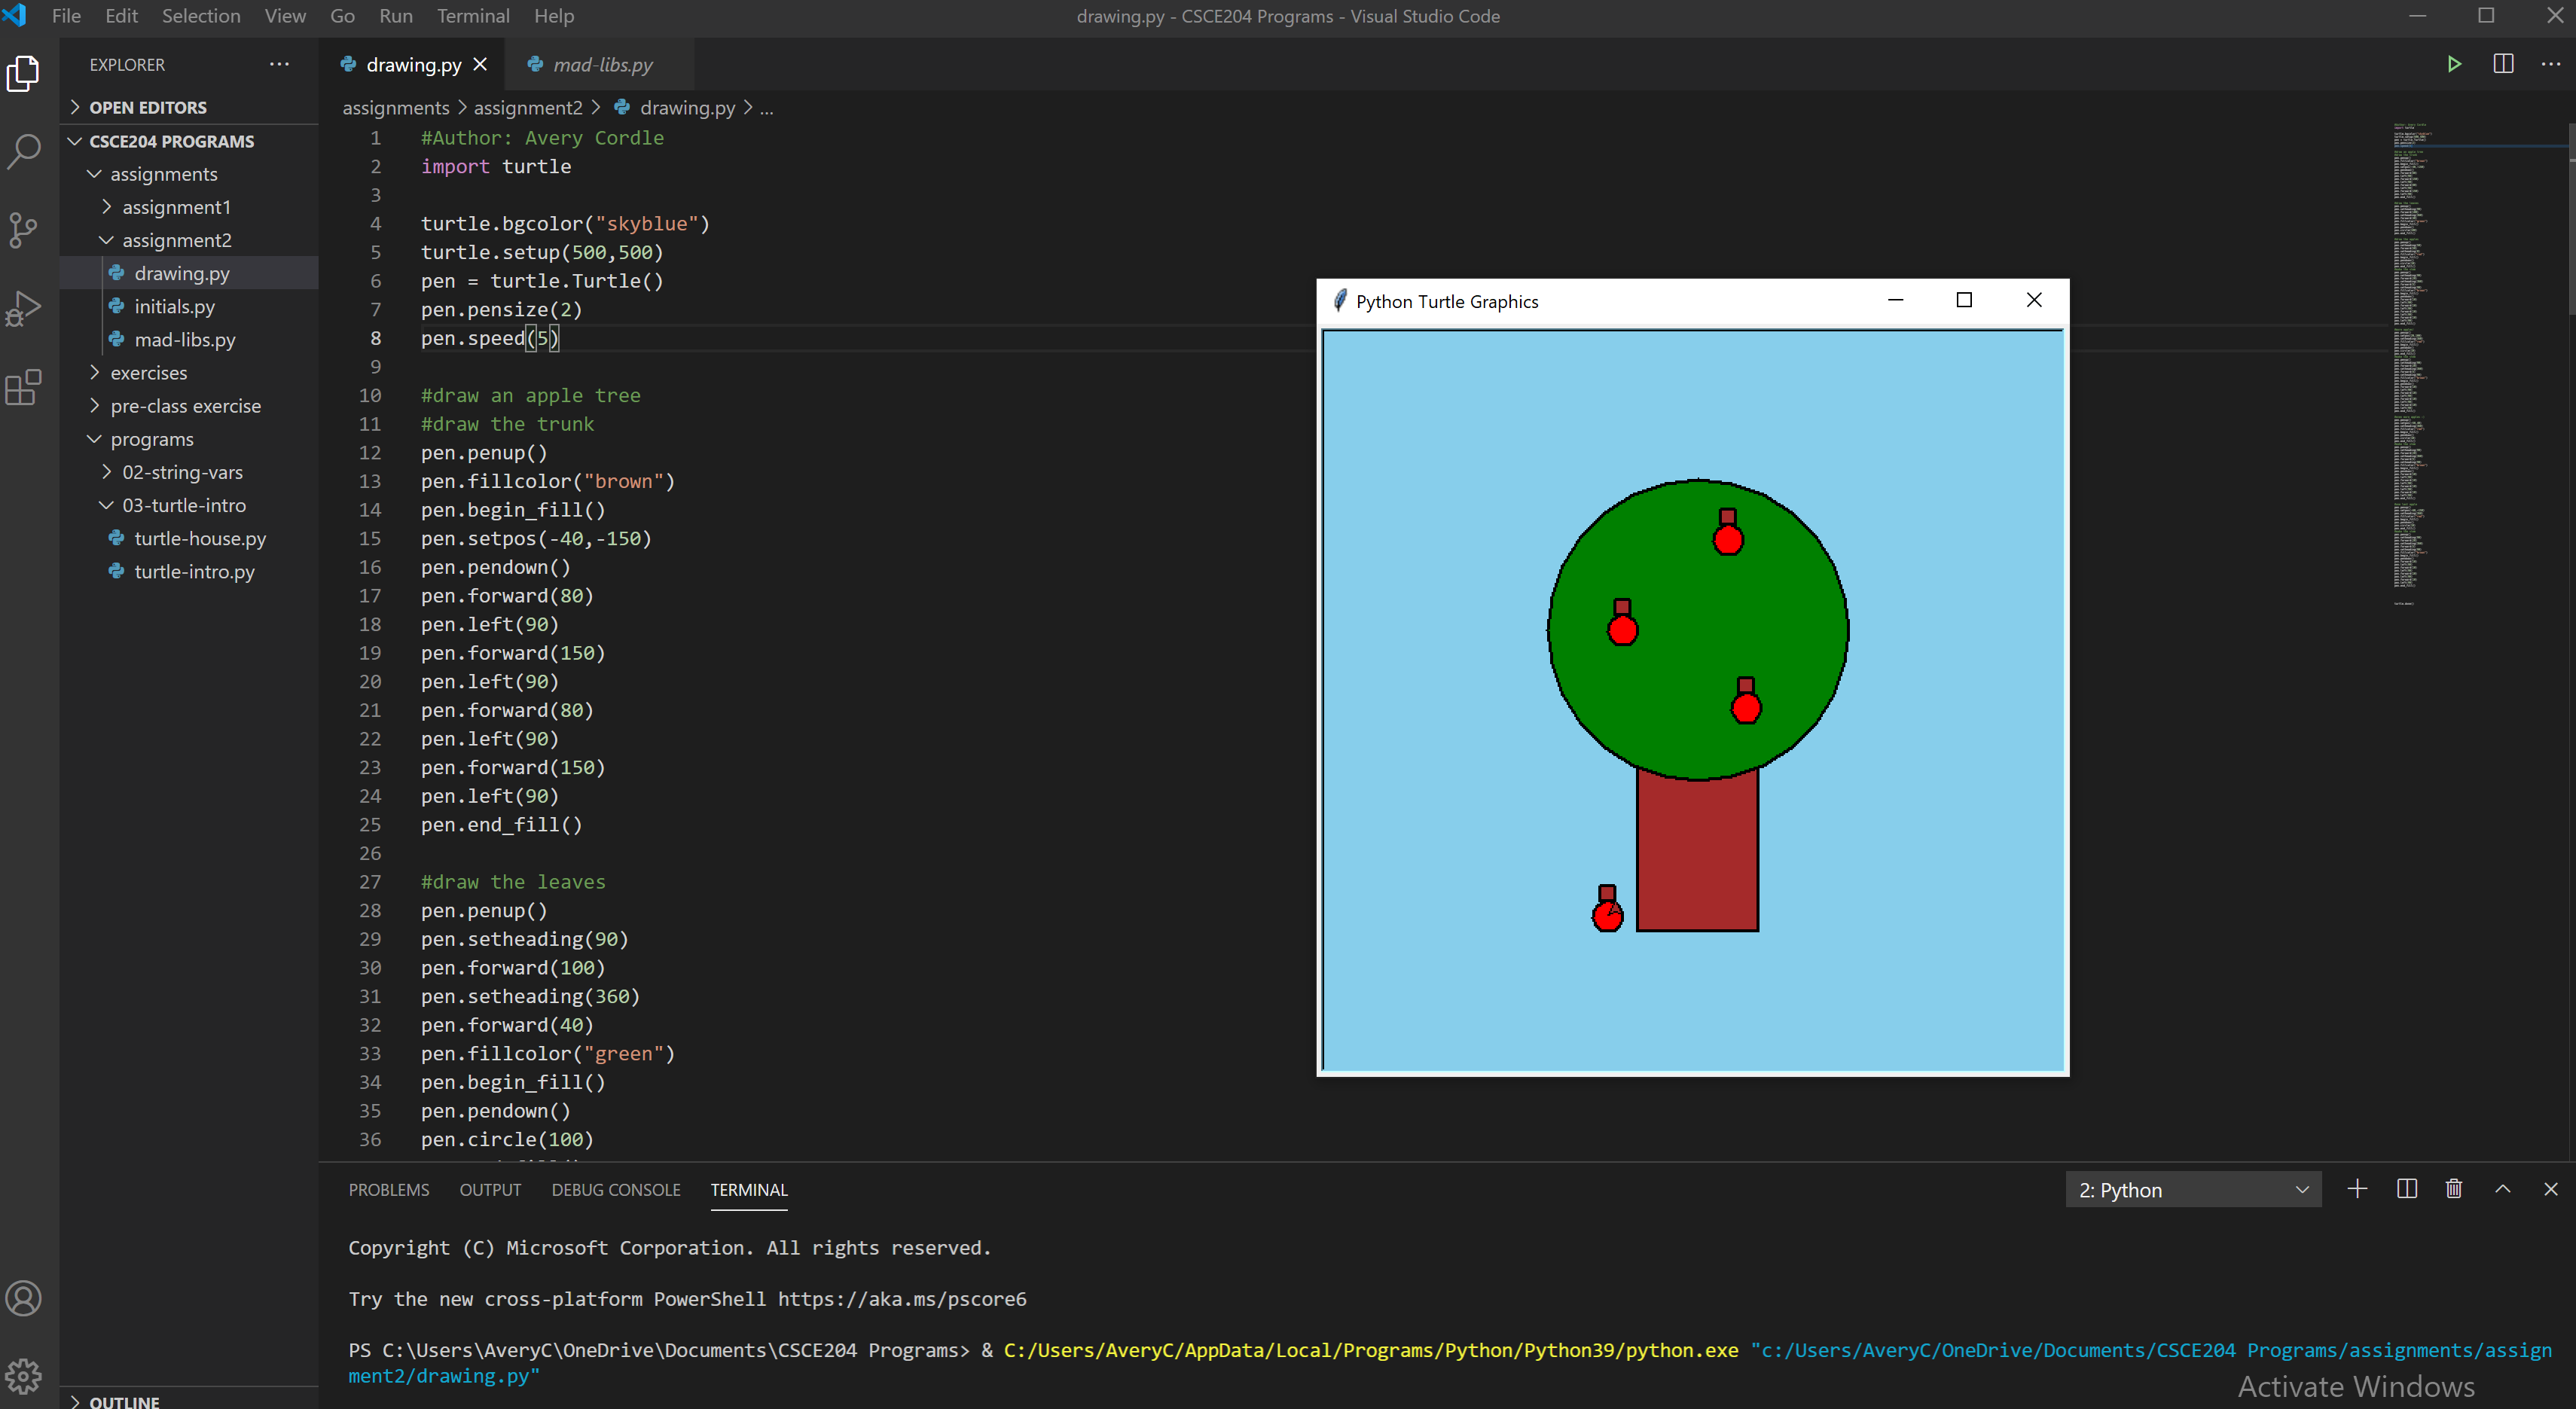 File Edit Selection View Go Run Terminal Help
drawing.py - CSCE204 Programs - Visual Studio Code
EXPLORER
OPEN EDITORS
CSCE204 PROGRAMS
assignments
assignment1
assignment2
drawing.py
initials.py
mad-libs.py
exercises
pre-class exercise
programs
02-string-vars
03-turtle-intro
turtle-house.py
turtle-intro.py
OUTLINE
drawing.py
mad-libs.py
assignments > assignment2 > drawing.py > ...
1 #Author: Avery Cordle
2 import turtle
3
4 turtle.bgcolor("skyblue")
5 turtle.setup(500,500)
6 pen = turtle.Turtle()
7 pen.pensize(2)
8 pen.speed(5)
9
10 #draw an apple tree
11 #draw the trunk
12 pen.penup()
13 pen.fillcolor("brown")
14 pen.begin_fill()
15 pen.setpos(-40,-150)
16 pen.pendown()
17 pen.forward(80)
18 pen.left(90)
19 pen.forward(150)
20 pen.left(90)
21 pen.forward(80)
22 pen.left(90)
23 pen.forward(150)
24 pen.left(90)
25 pen.end_fill()
26
27 #draw the leaves
28 pen.penup()
29 pen.setheading(90)
30 pen.forward(100)
31 pen.setheading(360)
32 pen.forward(40)
33 pen.fillcolor("green")
34 pen.begin_fill()
35 pen.pendown()
36 pen.circle(100)
Python Turtle Graphics
PROBLEMS OUTPUT DEBUG CONSOLE TERMINAL
2: Python
Copyright (C) Microsoft Corporation. All rights reserved.
Try the new cross-platform PowerShell https://aka.ms/pscore6
PS C:\Users\AveryC\OneDrive\Documents\CSCE204 Programs> & C:/Users/AveryC/AppData/Local/Programs/Python/Python39/python.exe "c:/Users/AveryC/OneDrive/Documents/CSCE204 Programs/assignments/assign
ment2/drawing.py"
Activate Windows